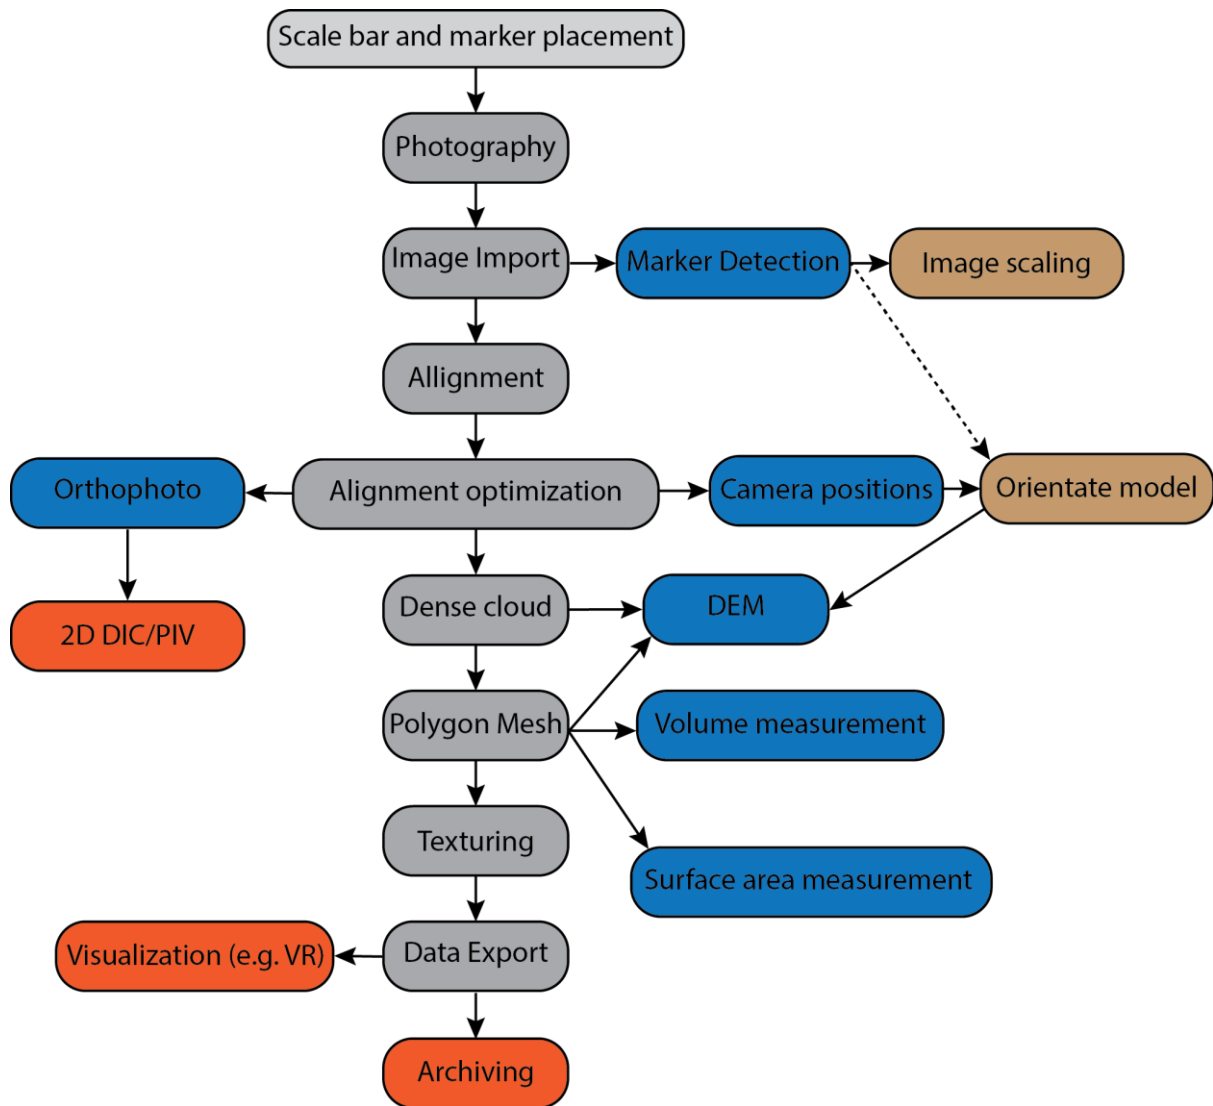 Scale bar and marker placement
Photography
Image Import
Marker Detection
Image scaling
Allignment
Orthophoto
Alignment optimization
Camera positions
Orientate model
2D DIC/PIV
Dense cloud
DEM
Polygon Mesh
Volume measurement
Texturing
Surface area measurement
Visualization (e.g. VR)
Data Export
Archiving